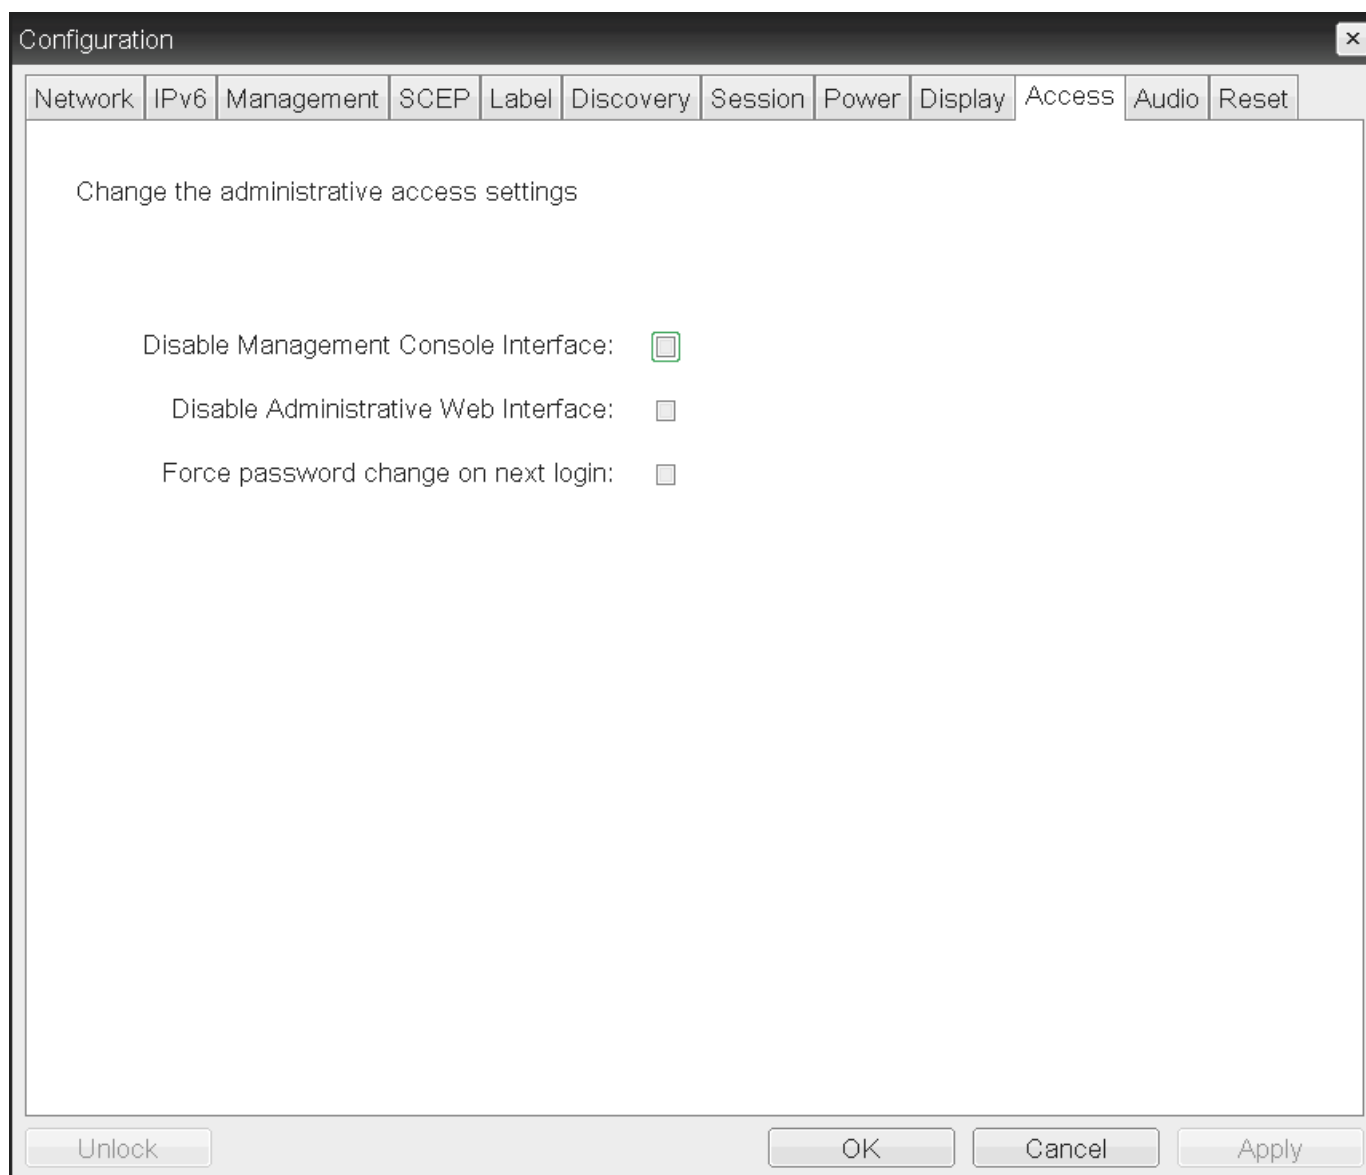 Configuration
Network IPv6 Management SCEP Label Discovery Session Power Display Access Audio Reset
Change the administrative access settings
Disable Management Console Interface:
Disable Administrative Web Interface:
Force password change on next login:
Unlock OK Cancel Apply